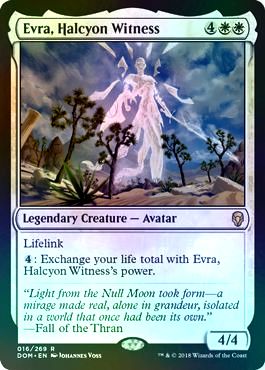 Evra, Halcyon Witness 4
Legendary Creature — Avatar
Lifelink
4: Exchange your life total with Evra,
Halcyon Witness's power.
"Light from the Null Moon took form—a
mirage made real, alone in grandeur, isolated
in a world that once had been its own."
—Fall of the Thran
4/4
016/269 R
DOM • EN Johannes Voss
™ & © 2018 Wizards of the Coast